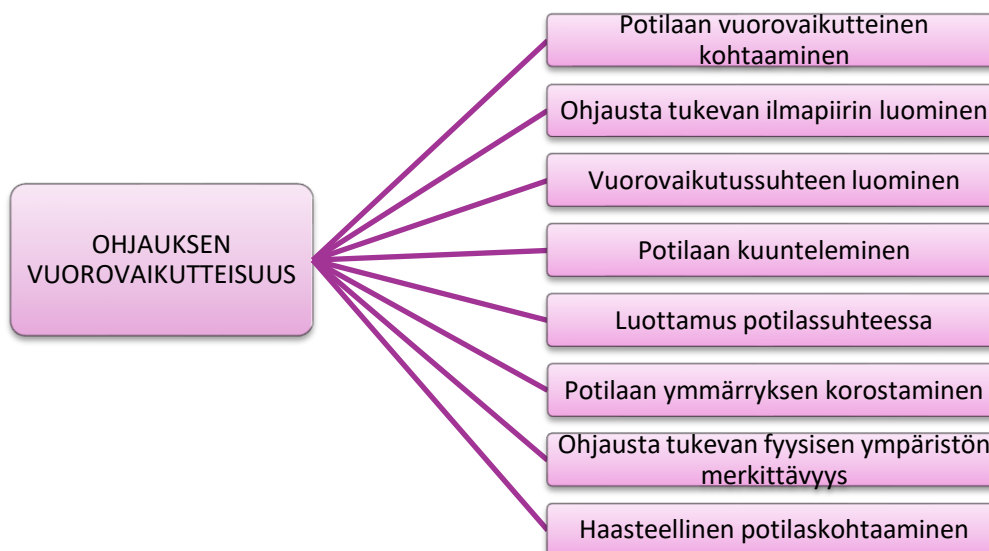 OHJAUKSEN
VUOROVAIKUTTEISUUS
Potilaan vuorovaikutteinen
kohtaaminen
Ohjausta tukevan ilmapiirin luominen
Vuorovaikutussuhteen luominen
Potilaan kuunteleminen
Luottamus potilassuhteessa
Potilaan ymmärryksen korostaminen
Ohjausta tukevan fyysisen ympäristön
merkittävyys
Haasteellinen potilaskohtaaminen